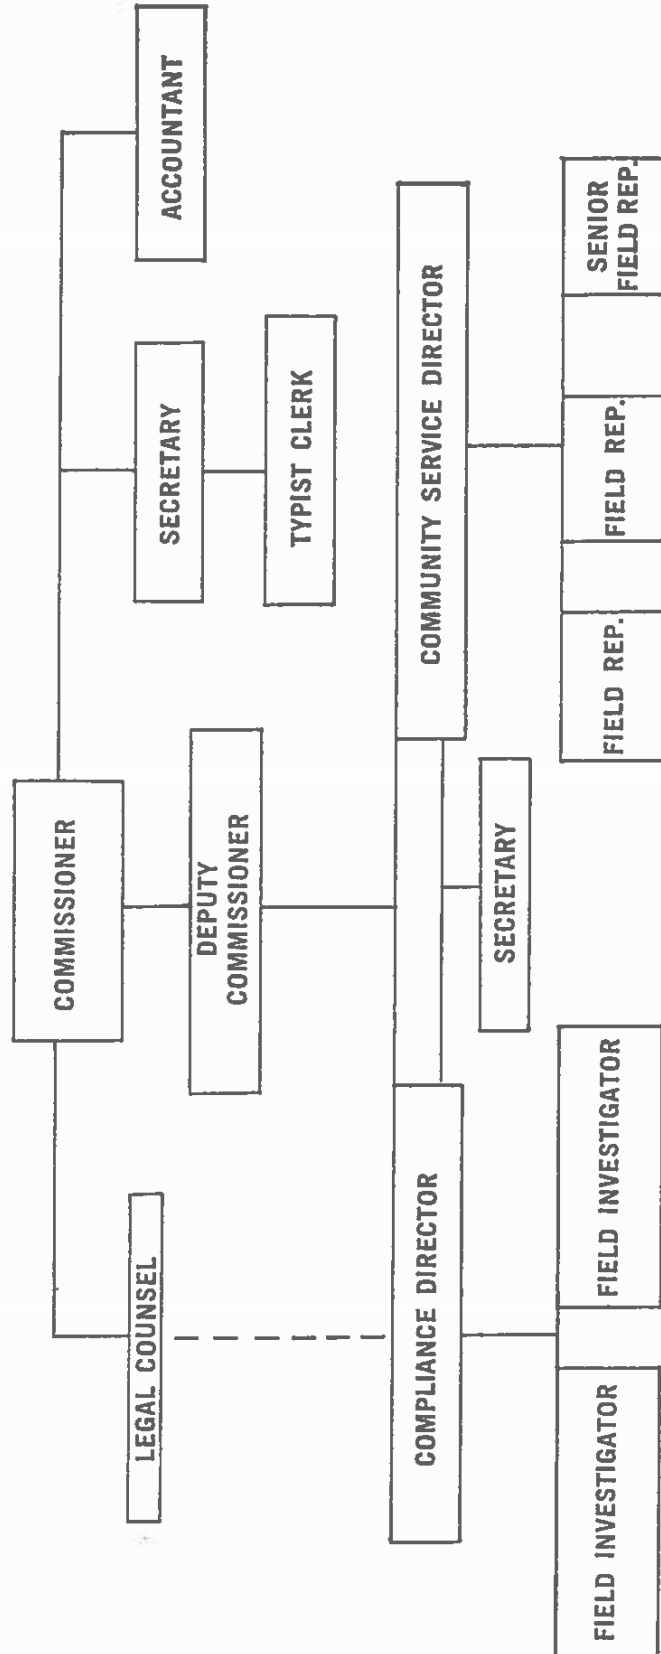 COMMISSIONER
LEGAL COUNSEL
SECRETARY
ACCOUNTANT
DEPUTY
COMMISSIONER
TYPIST CLERK
COMPLIANCE DIRECTOR
COMMUNITY SERVICE DIRECTOR
SECRETARY
FIELD INVESTIGATOR
FIELD INVESTIGATOR
FIELD REP.
FIELD REP.
SENIOR
FIELD REP.